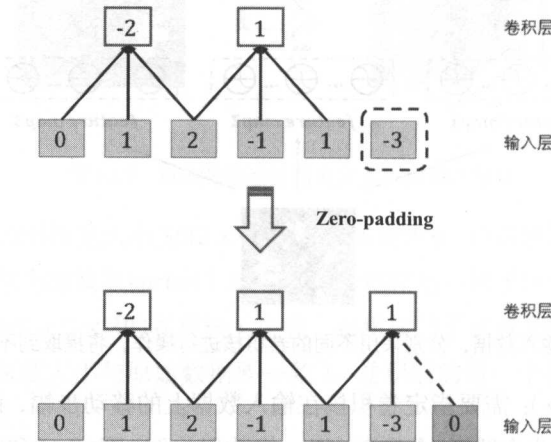 -2 1 卷积层
0 1 2 -1 1 -3 输入层
Zero-padding
-2 1 1 卷积层
0 1 2 -1 1 -3 0 输入层